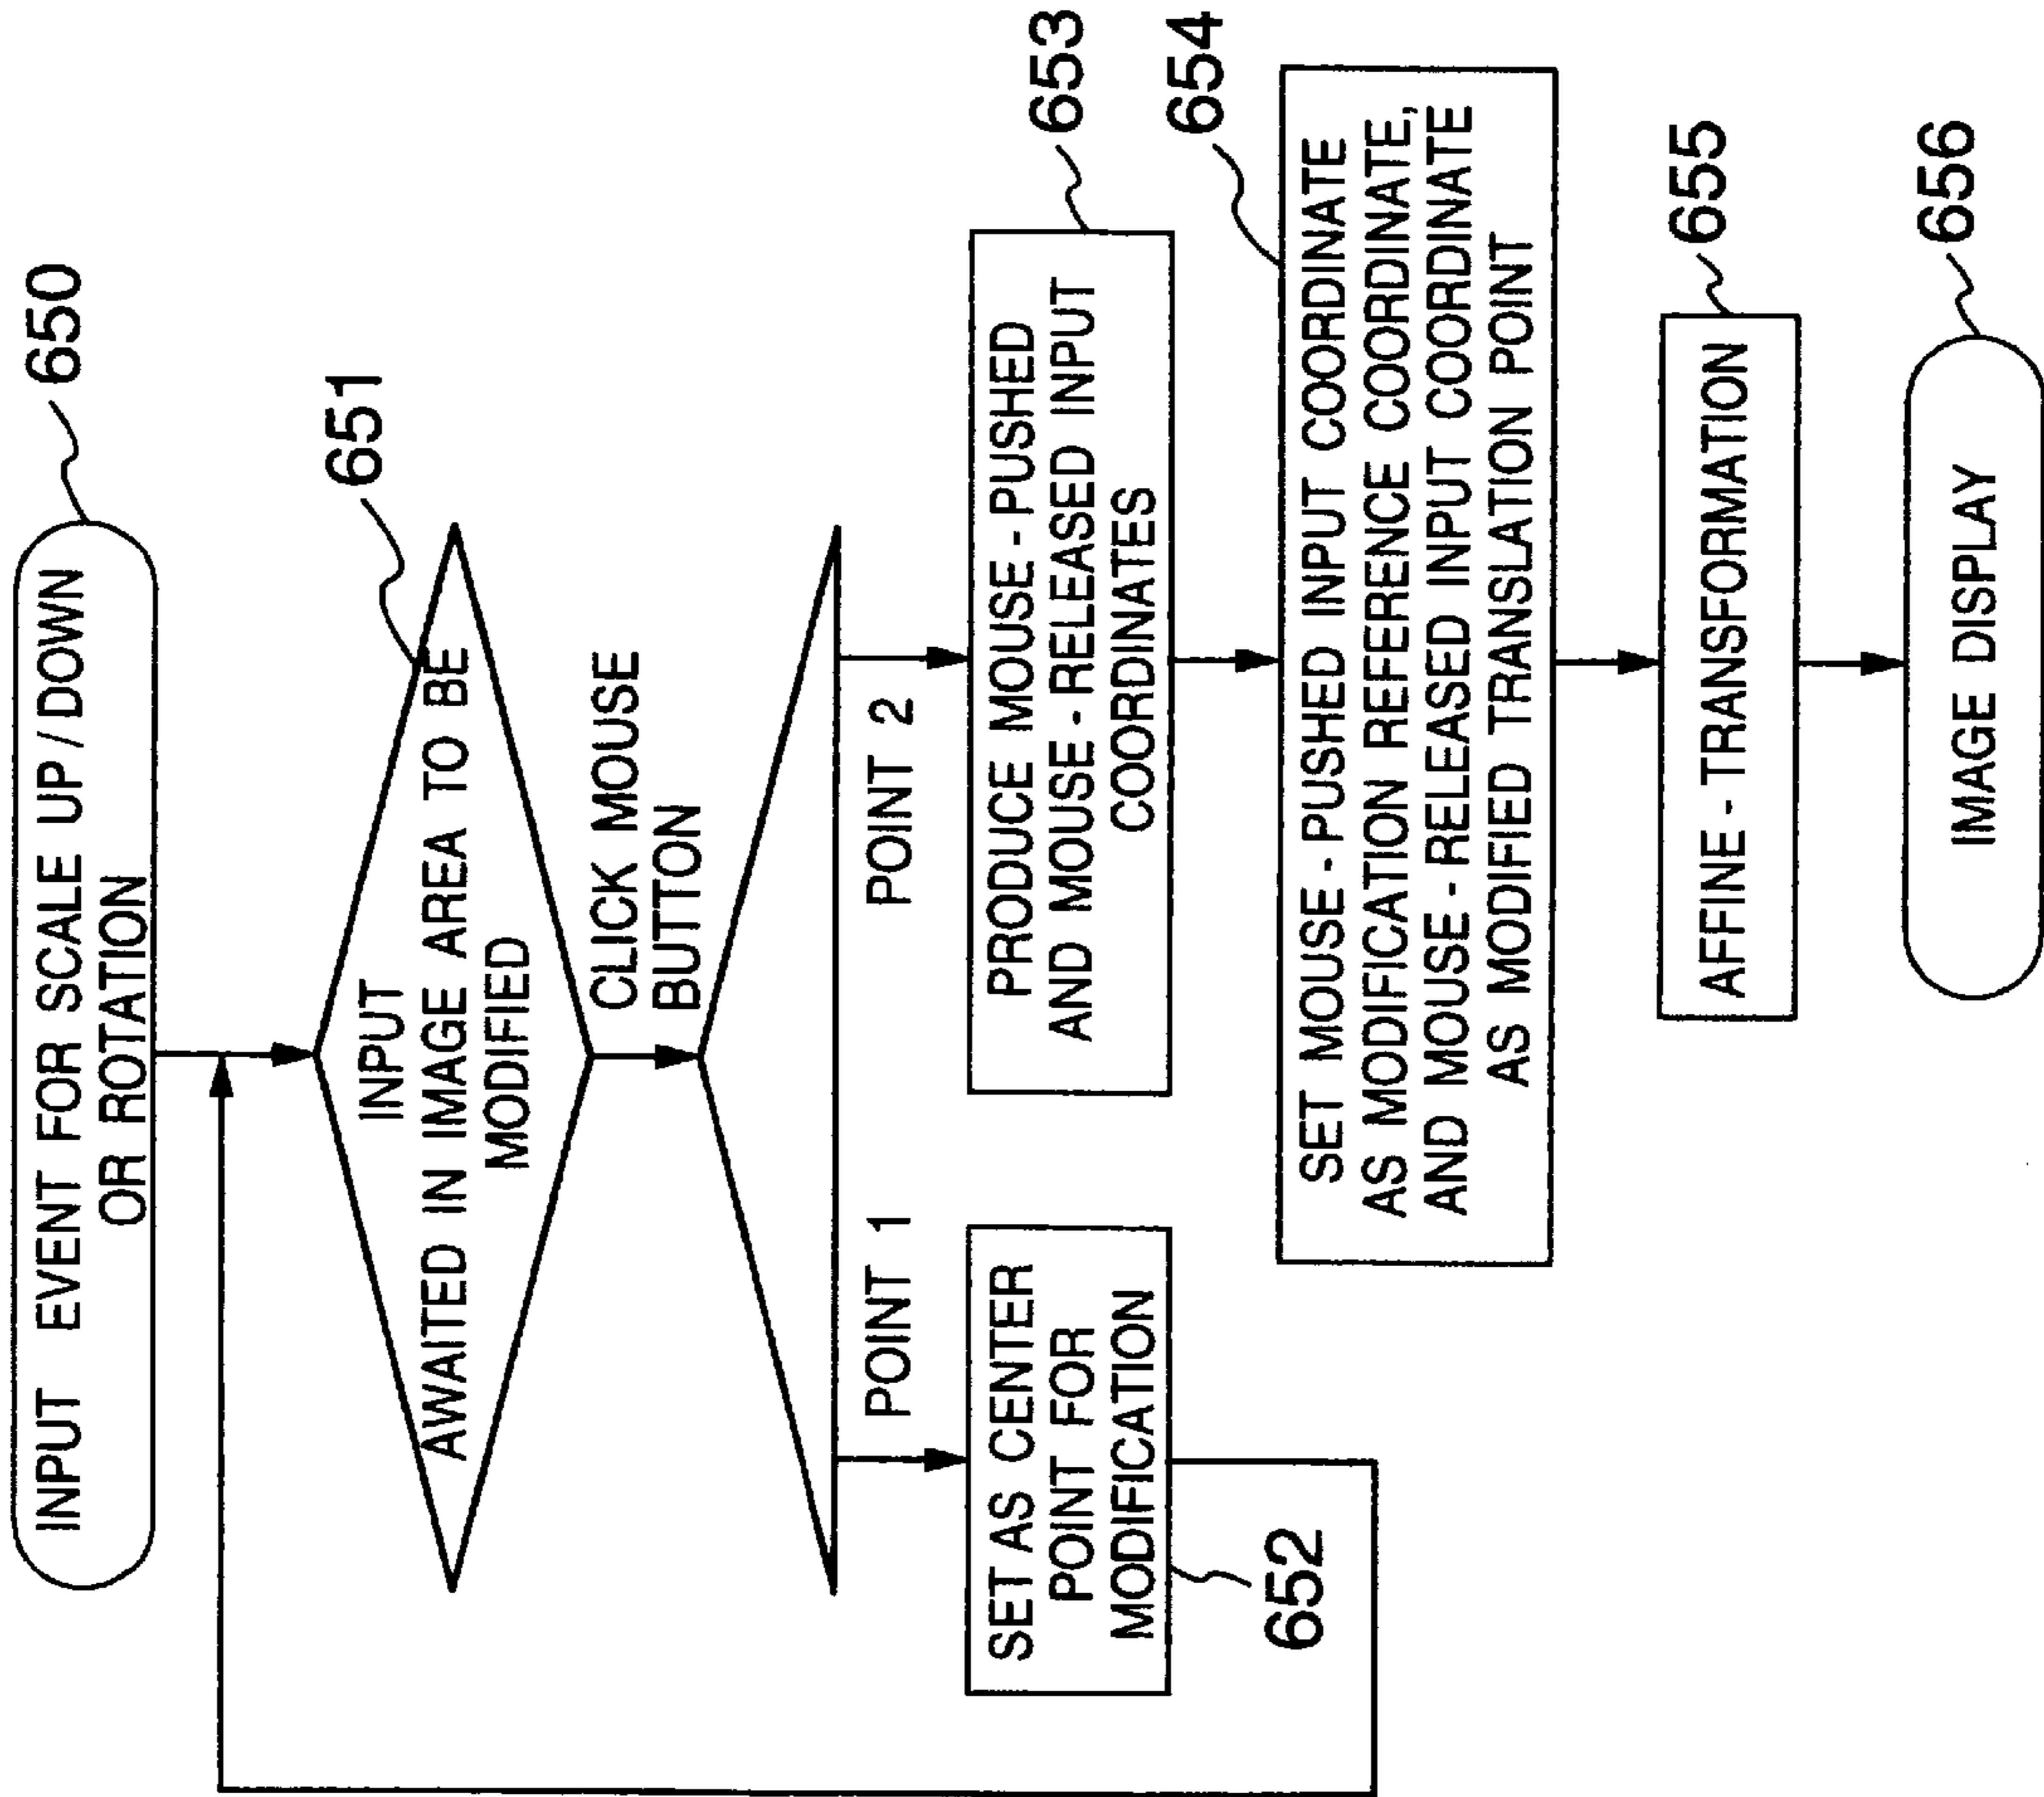 INPUT EVENT FOR SCALE UP / DOWN
OR ROTATION
650
INPUT
AWAITED IN IMAGE AREA TO BE
MODIFIED
651
CLICK MOUSE
BUTTON
POINT 1
POINT 2
SET AS CENTER
POINT FOR
MODIFICATION
652
PRODUCE MOUSE - PUSHED
AND MOUSE - RELEASED INPUT
COORDINATES
653
SET MOUSE - PUSHED INPUT COORDINATE
AS MODIFICATION REFERENCE COORDINATE,
AND MOUSE - RELEASED INPUT COORDINATE
AS MODIFIED TRANSLATION POINT
654
AFFINE - TRANSFORMATION
655
IMAGE DISPLAY
656